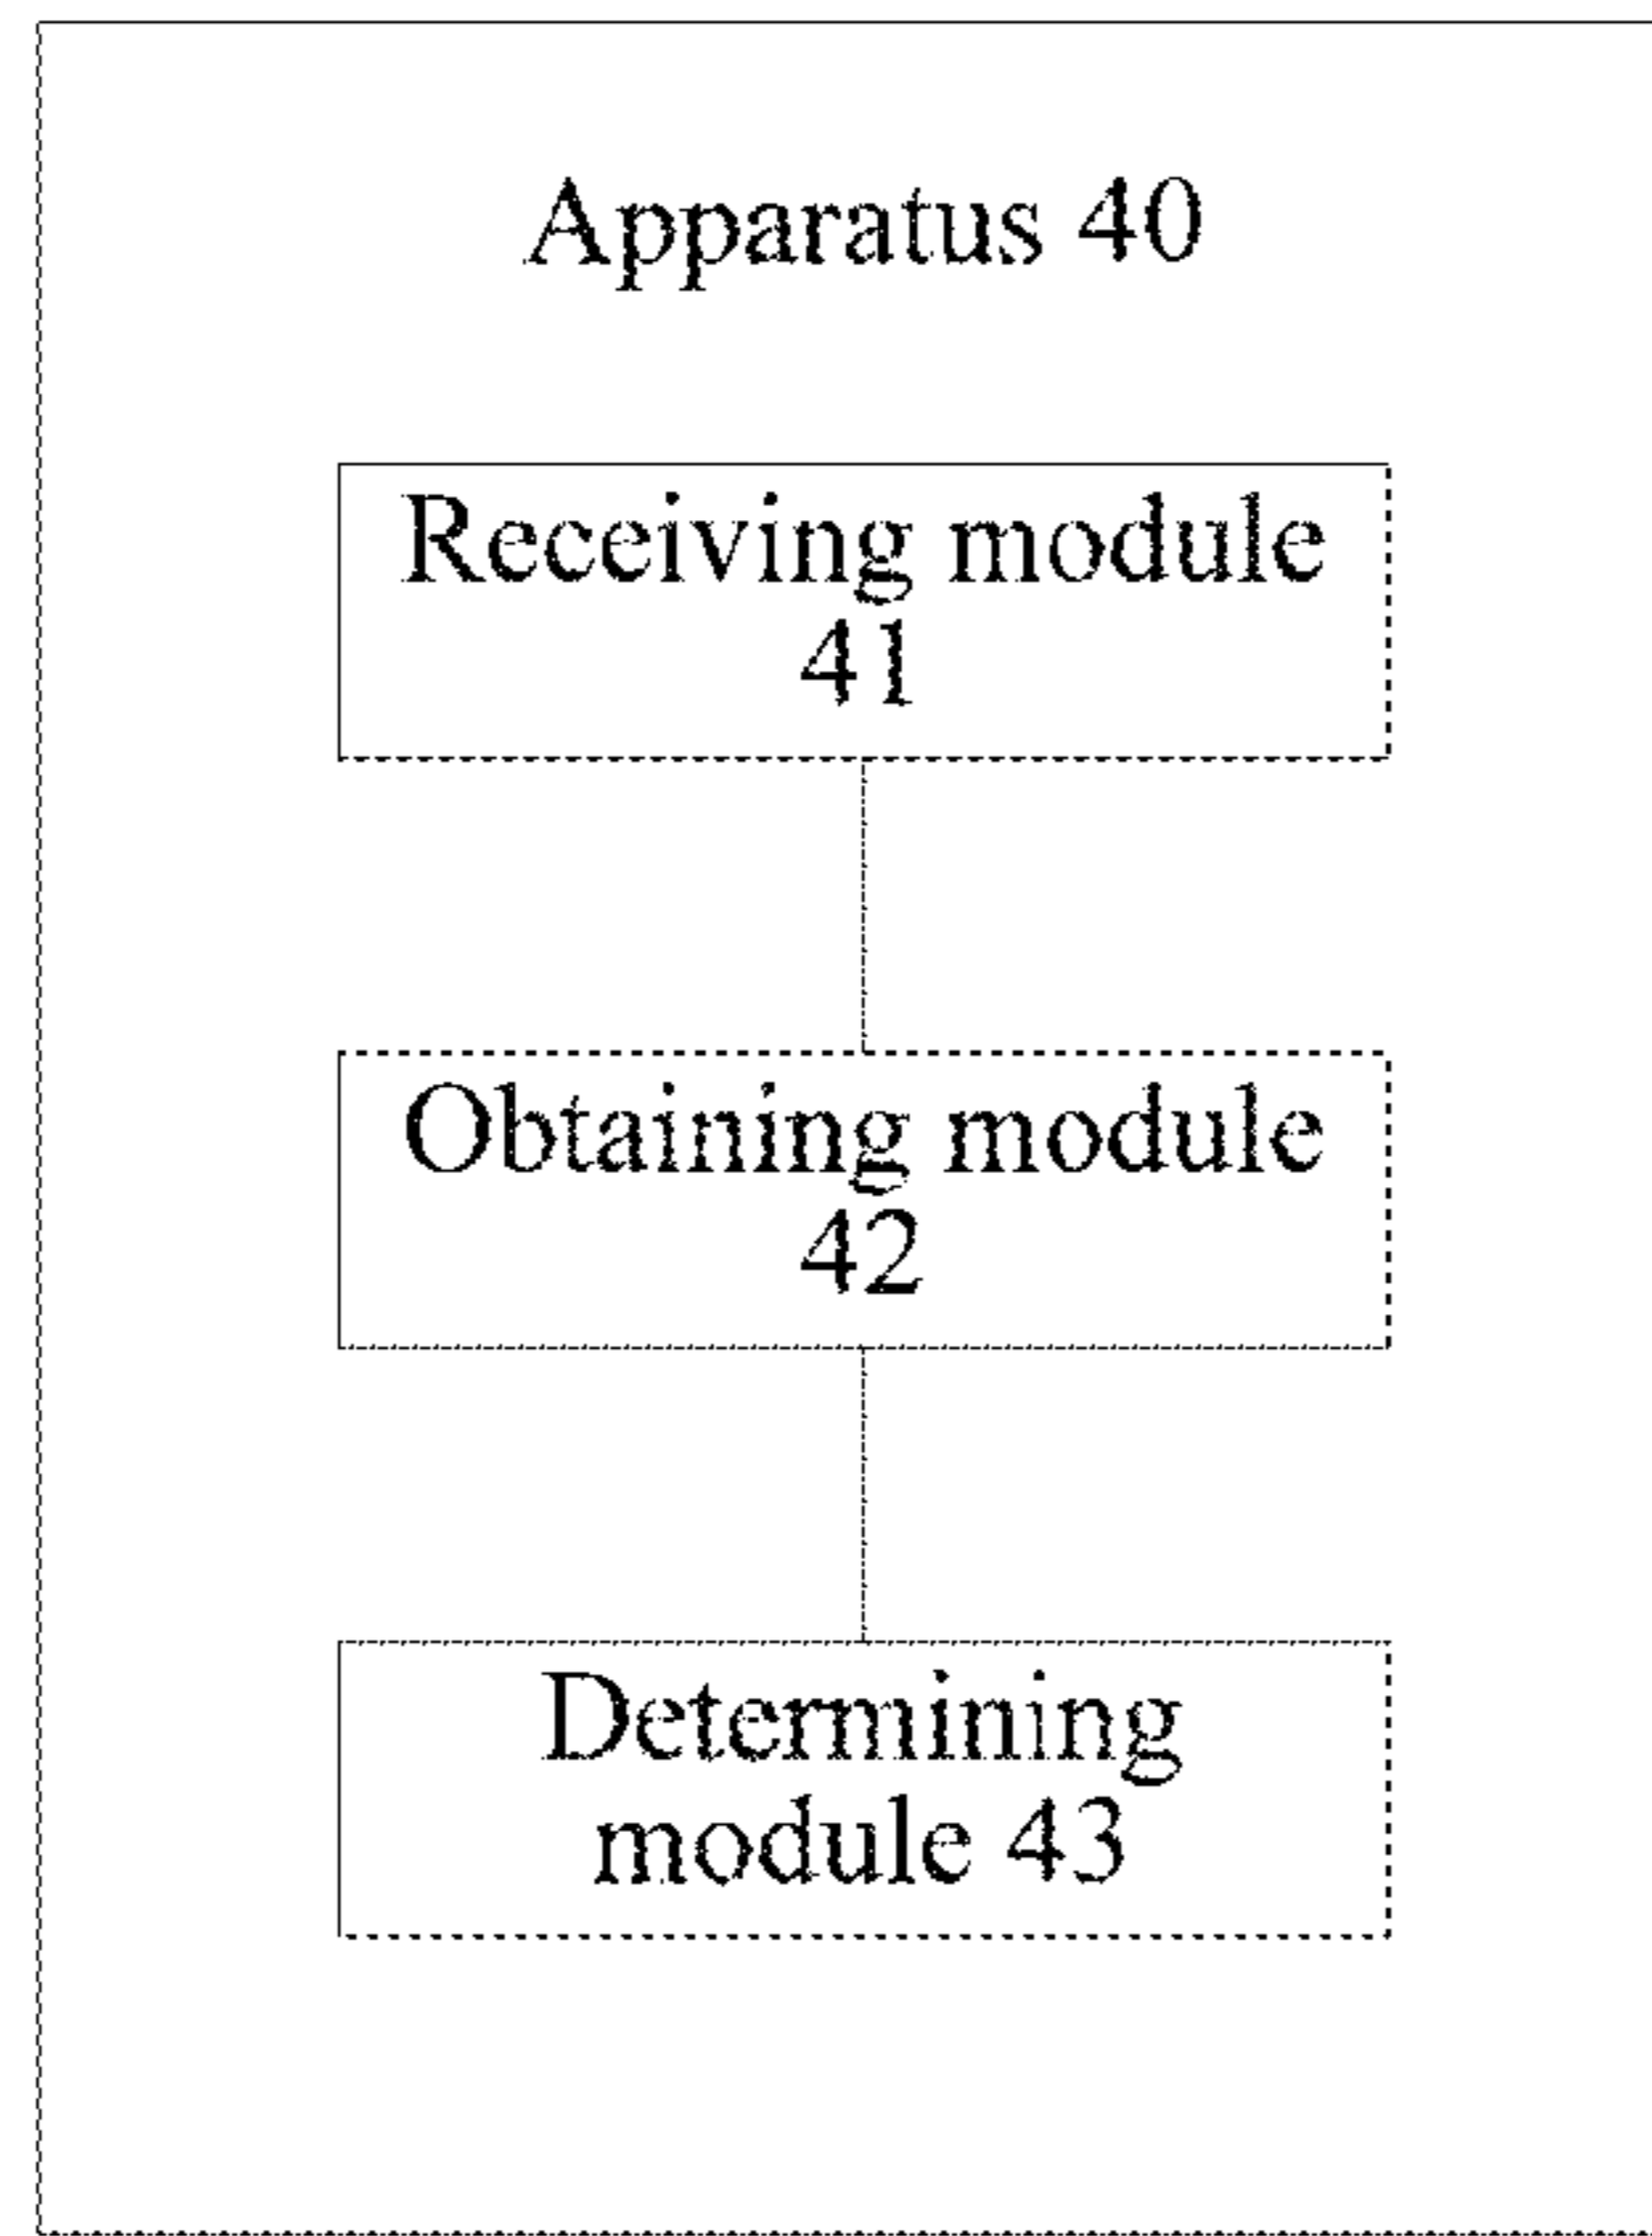 Apparatus 40
Receiving module
41
Obtaining module
42
Determining
module 43